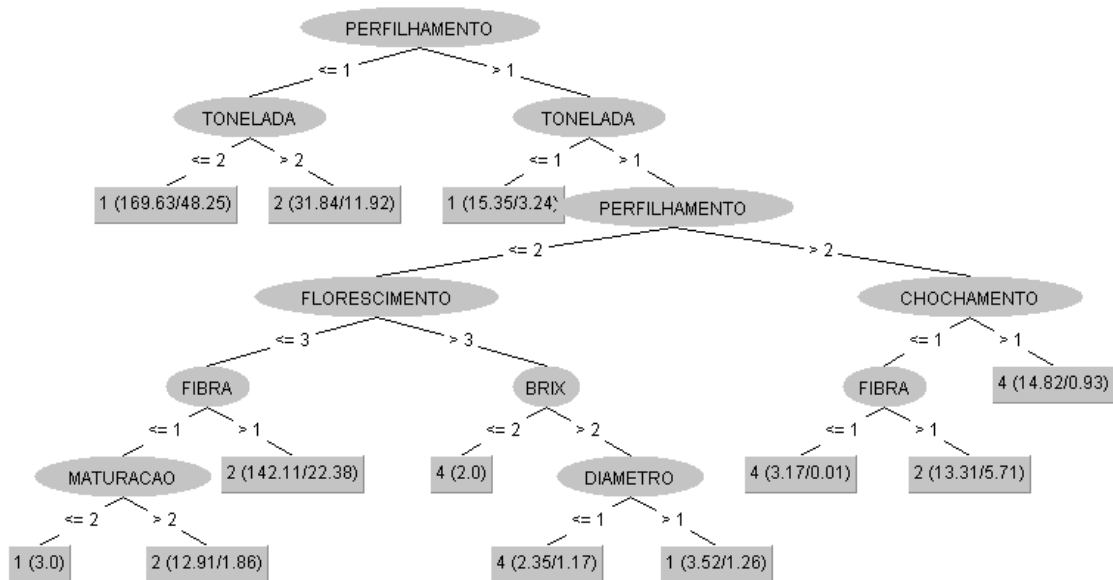 PERFILHAMENTO
<= 1 > 1
TONELADA TONELADA
<= 2 > 2 <= 1 > 1
1 (169.63/48.25) 2 (31.84/11.92) 1 (15.35/3.24) PERFILHAMENTO
<= 2 > 2
FLORESCIMENTO CHOCHAMENTO
<= 3 > 3 <= 1 > 1
FIBRA BRIX FIBRA 4 (14.82/0.93)
<= 1 > 1 <= 2 > 2 <= 1 > 1
MATURACAO 2 (142.11/22.38) 4 (2.0) DIAMETRO 4 (3.17/0.01) 2 (13.31/5.71)
<= 2 > 2 <= 1 > 1
1 (3.0) 2 (12.91/1.86) 4 (2.35/1.17) 1 (3.52/1.26)